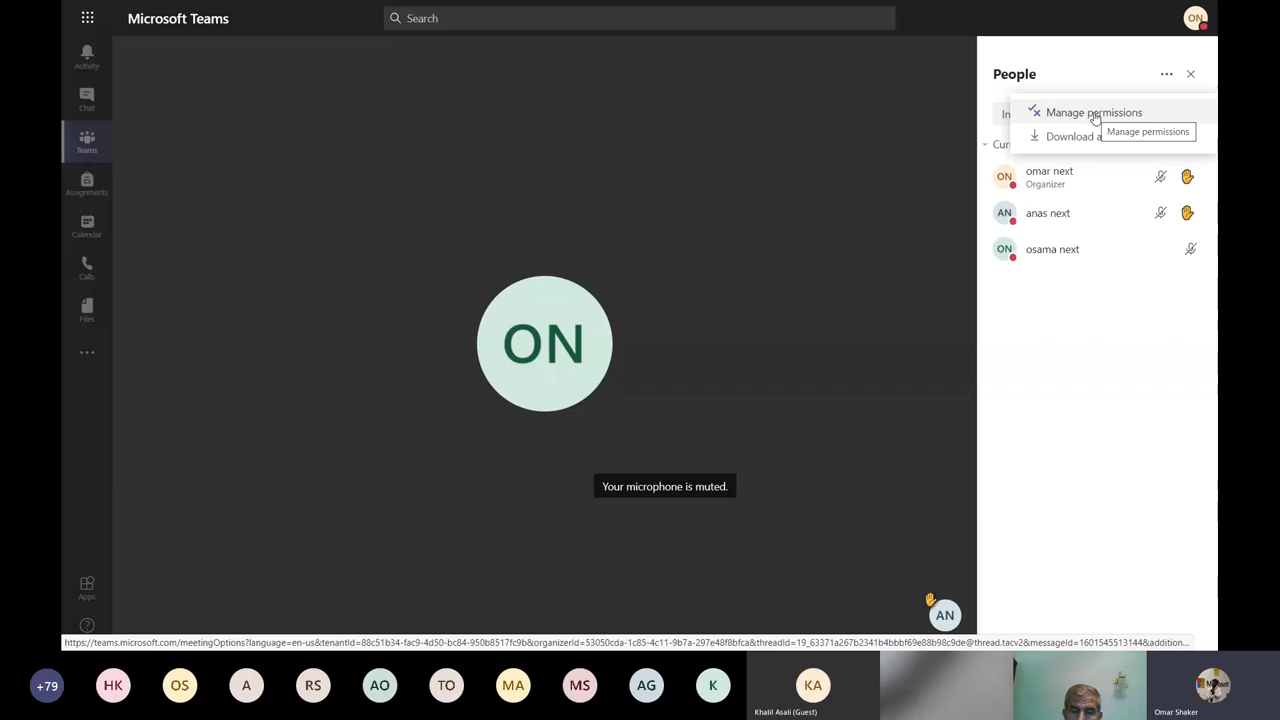 Microsoft Teams
Search
ON
Activity
Chat
Teams
Assignments
Calendar
Calls
Files
Apps
People
In
Manage permissions
Download a
Manage permissions
Cur
ON
omar next
Organizer
AN
anas next
ON
osama next
ON
Your microphone is muted.
AN
https://teams.microsoft.com/meetingOptions?language=en-us&tenantId=88c51b34-fac9-4d50-bc84-950b8517fc9b&organizerId=53050cda-1c85-4c11-9b7a-297e48f8bfca&threadId=19_63371a267b2341b4bbbf69e88b98c9de@thread.tacv2&messageId=1601545513144&addition...
+79
HK
OS
A
RS
AO
TO
MA
MS
AG
K
KA
Khalil Asali (Guest)
Microsoft
Omar Shaker